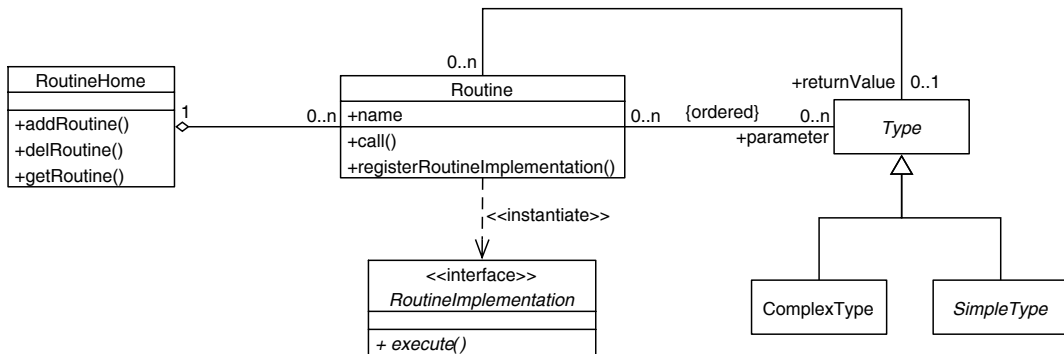 RoutineHome
+addRoutine()
+delRoutine()
+getRoutine()
1
0..n
0..n
Routine
+name
+call()
+registerRoutineImplementation()
0..n
{ordered}
+parameter
0..n
+returnValue
0..1
Type
<<instantiate>>
<<interface>>
RoutineImplementation
+ execute()
ComplexType
SimpleType